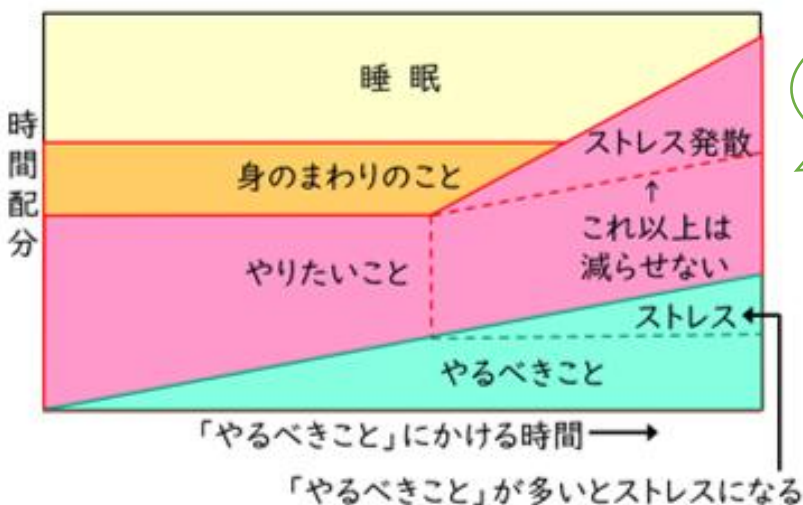 睡眠
時間配分
身のまわりのこと
ストレス発散
↑
これ以上は
減らせない
やりたいこと
ストレス
やるべきこと
「やるべきこと」にかける時間→
「やるべきこと」が多いとストレスになる